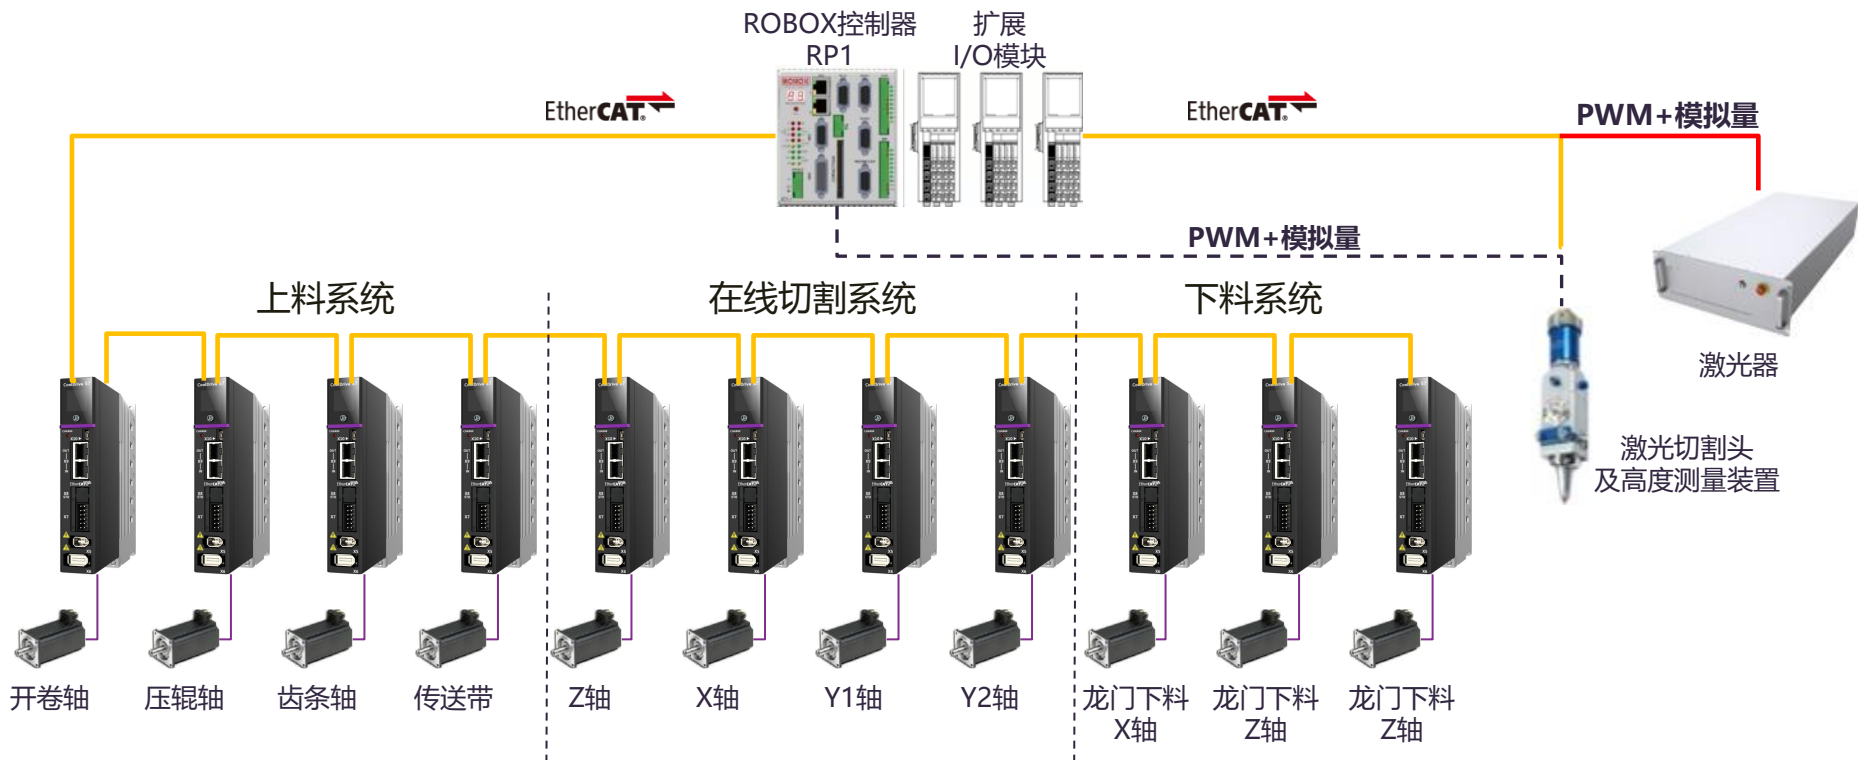 ROBOX控制器
RP1
扩展
I/O模块
EtherCAT
EtherCAT
PWM+模拟量
PWM+模拟量
上料系统
在线切割系统
下料系统
激光器
激光切割头
及高度测量装置
开卷轴
压辊轴
齿条轴
传送带
Z轴
X轴
Y1轴
Y2轴
龙门下料
X轴
龙门下料
Z轴
龙门下料
Z轴